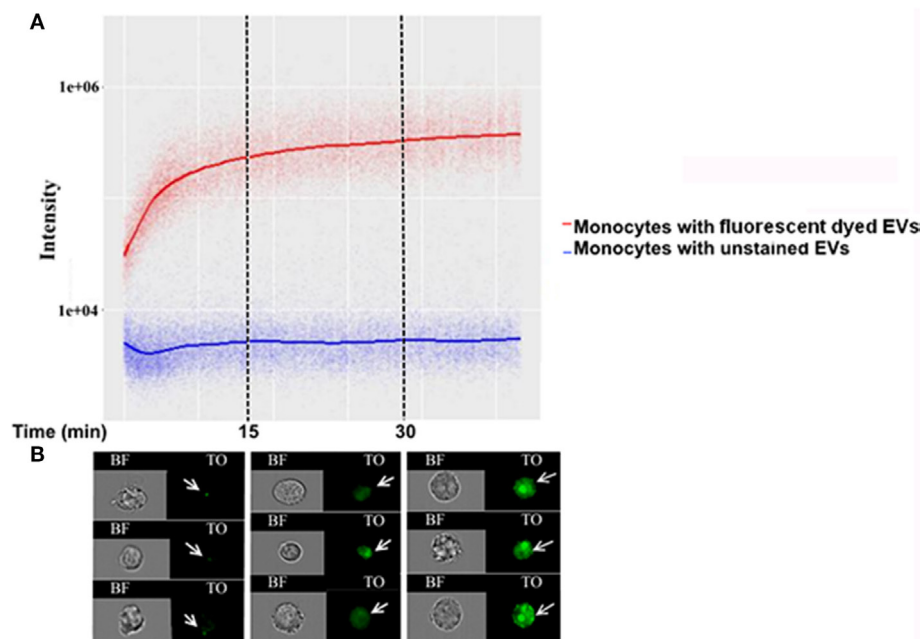 A
1e+06
Intensity
1e+04
Monocytes with fluorescent dyed EVs
Monocytes with unstained EVs
Time (min) 15 30
B
BF TO BF TO BF TO
BF TO BF TO BF TO
BF TO BF TO BF TO